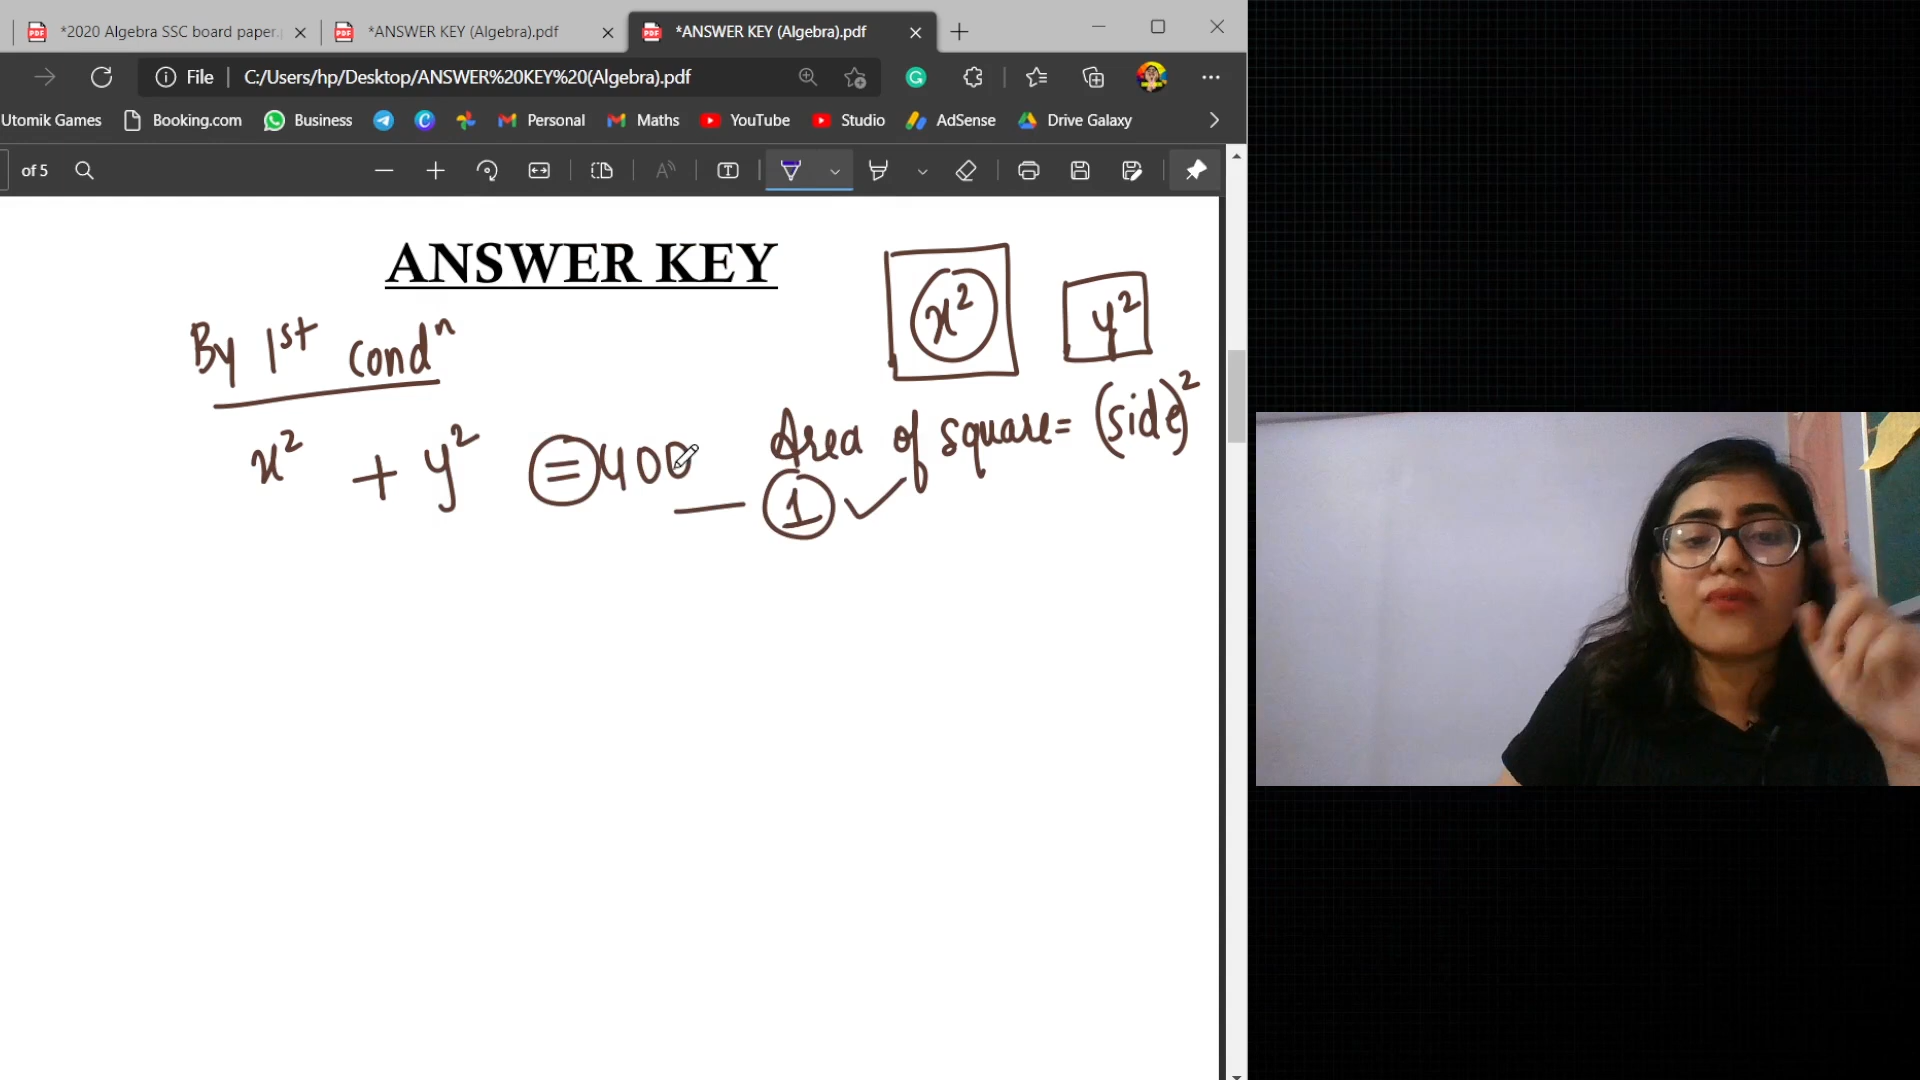 *2020 Algebra SSC board paper.
*ANSWER KEY (Algebra).pdf
*ANSWER KEY (Algebra).pdf
File
C:/Users/hp/Desktop/ANSWER%20KEY%20(Algebra).pdf
Utomik Games
Booking.com
Business
Personal
Maths
YouTube
Studio
AdSense
Drive Galaxy
of 5
ANSWER KEY
x²
y²
By 1st condⁿ
Area of square = (side)²
x² + y² = 400
— 1 ✓